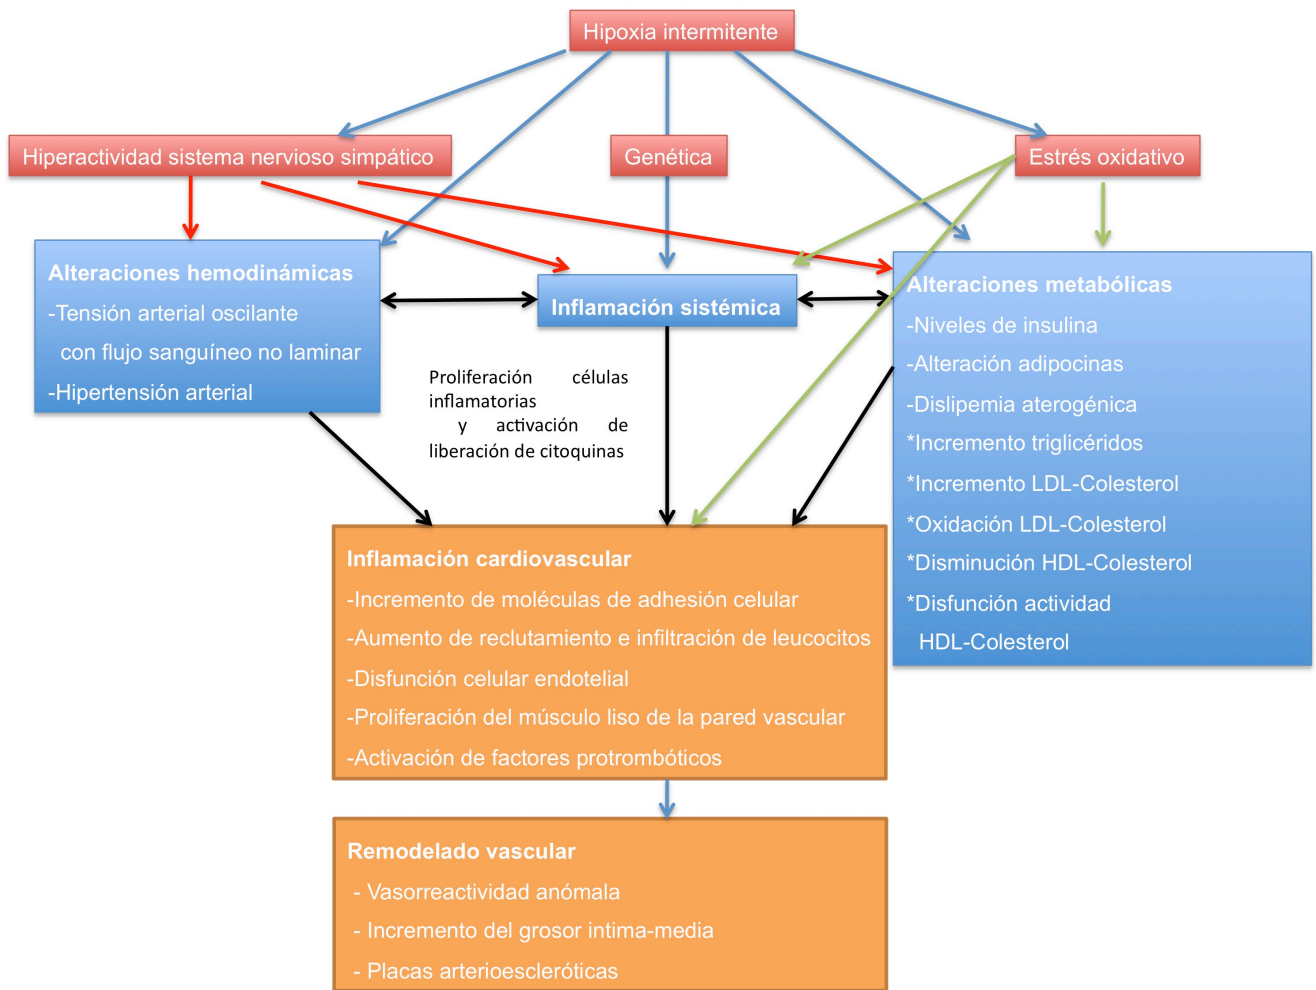 Hipoxia intermitente
Hiperactividad sistema nervioso simpático
Genética
Estrés oxidativo
Alteraciones hemodinámicas
-Tensión arterial oscilante
con flujo sanguíneo no laminar
-Hipertensión arterial
Inflamación sistémica
Alteraciones metabólicas
-Niveles de insulina
-Alteración adipocinas
-Dislipemia aterogénica
*Incremento triglicéridos
*Incremento LDL-Colesterol
*Oxidación LDL-Colesterol
*Disminución HDL-Colesterol
*Disfunción actividad
HDL-Colesterol
Proliferación células
inflamatorias
y activación de
liberación de citoquinas
Inflamación cardiovascular
-Incremento de moléculas de adhesión celular
-Aumento de reclutamiento e infiltración de leucocitos
-Disfunción celular endotelial
-Proliferación del músculo liso de la pared vascular
-Activación de factores protrombóticos
Remodelado vascular
- Vasorreactividad anómala
- Incremento del grosor intima-media
- Placas arterioescleróticas